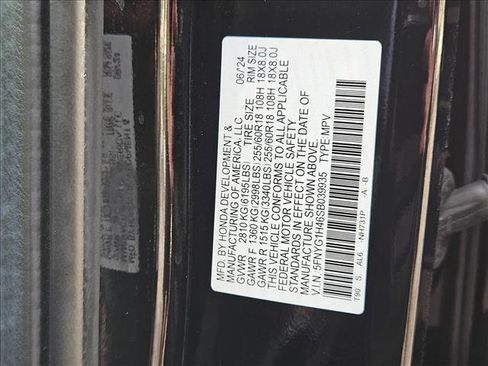 MFD. BY HONDA DEVELOPMENT &
MANUFACTURING OF AMERICA, LLC 06/24
GVWR 2810 KG(6195LBS) TIRE SIZE RIM SIZE
GAWR F 1360 KG(2998LBS) 255/60R18 108H 18X8.0J
GAWR R 1515 KG(3340LBS) 255/60R18 108H 18X8.0J
THIS VEHICLE CONFORMS TO ALL APPLICABLE
FEDERAL MOTOR VEHICLE SAFETY
STANDARDS IN EFFECT ON THE DATE OF
MANUFACTURE SHOWN ABOVE.
V.I.N. 5FNYG1H46SB039935 TYPE MPV
T90 S AL6 -NH731P -A -B